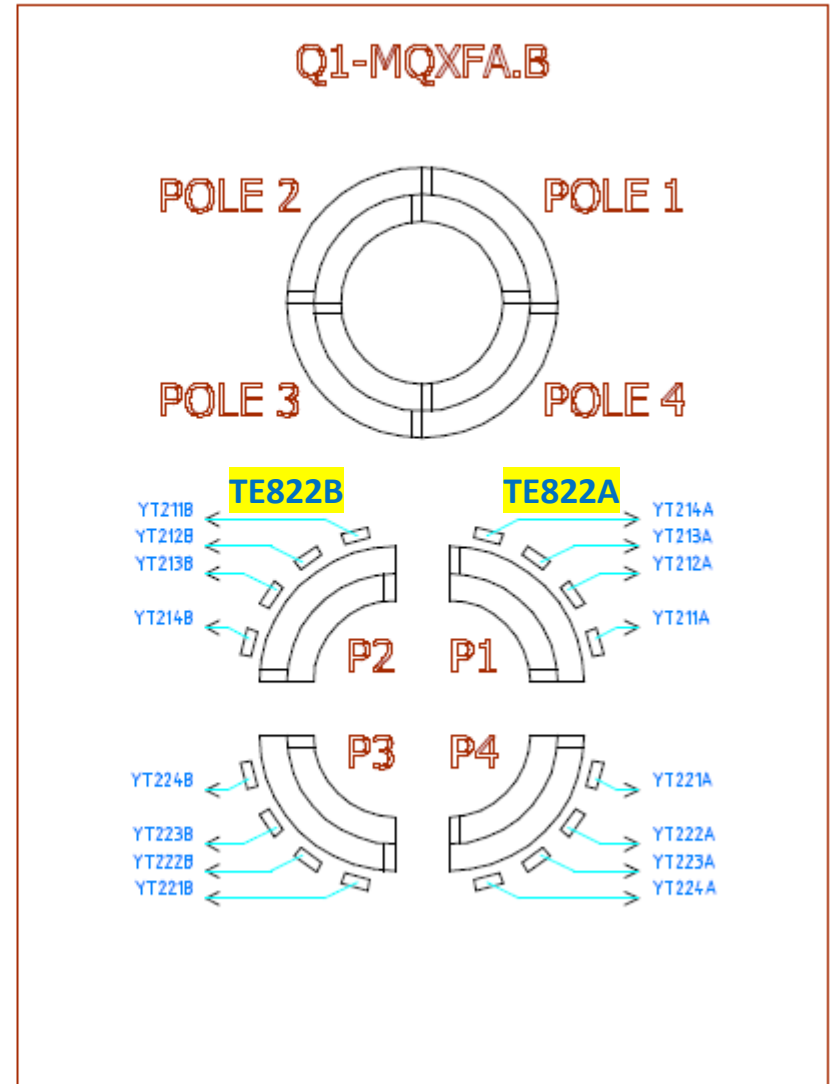 Q1-MQXFA.B
POLE 2 POLE 1
POLE 3 POLE 4
TE822B TE822A
YT211B YT214A
YT212B YT213A
YT213B YT212A
YT214B YT211A
P2 P1
P3 P4
YT224B YT221A
YT223B YT222A
YT222B YT223A
YT221B YT224A